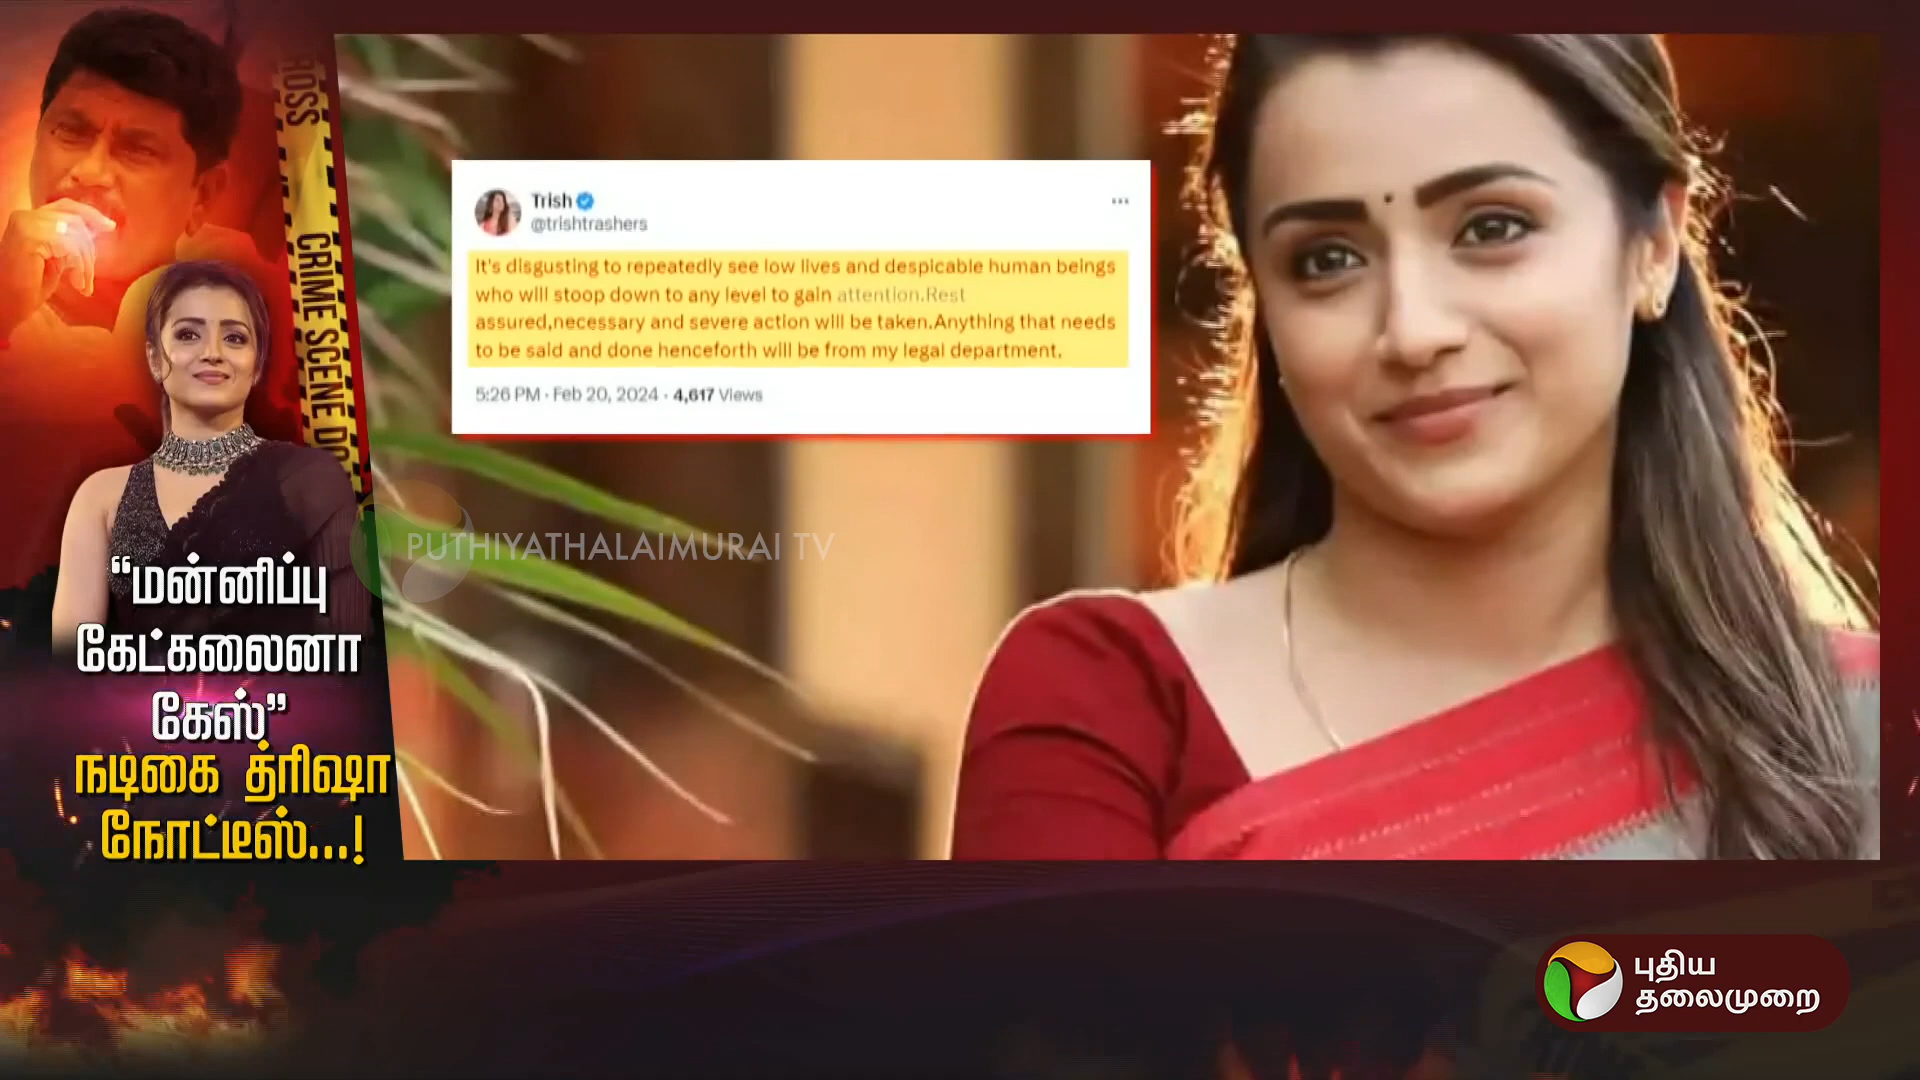 ROSS
CRIME SCENE DO
Trish
@trishtrashers
It's disgusting to repeatedly see low lives and despicable human beings
who will stoop down to any level to gain attention.Rest
assured,necessary and severe action will be taken.Anything that needs
to be said and done henceforth will be from my legal department.
5:26 PM · Feb 20, 2024 · 4,617 Views
PUTHIYATHALAIMURAI TV
“மன்னிப்பு
கேட்கலைனா
கேஸ்”
நடிகை த்ரிஷா
நோட்டீஸ்...!
புதிய
தலைமுறை